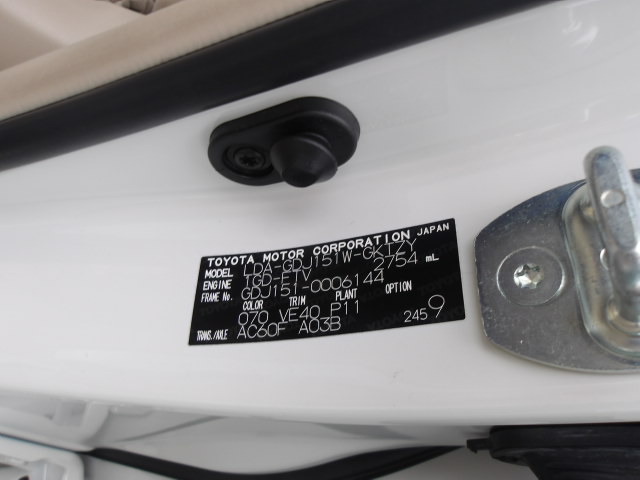 TOYOTA MOTOR CORPORATION JAPAN
MODEL LDA-GDJ151W-GKTZY
ENGINE 1GD-FTV 2754 mL
FRAME No. GDJ151-0006144
COLOR TRIM PLANT OPTION
070 VE40 P11
TRANS./AXLE AC60F A03B 2459